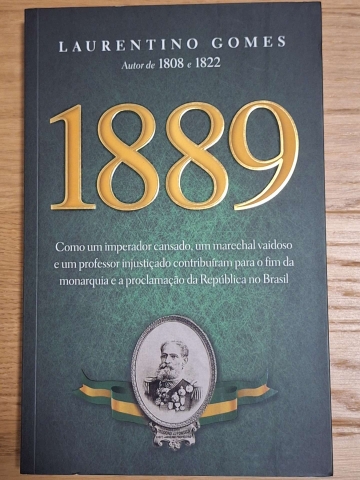 LAURENTINO GOMES
Autor de 1808 e 1822
1889
Como um imperador cansado, um marechal vaidoso
e um professor injustiçado contribuíram para o fim da
monarquia e a proclamação da República no Brasil